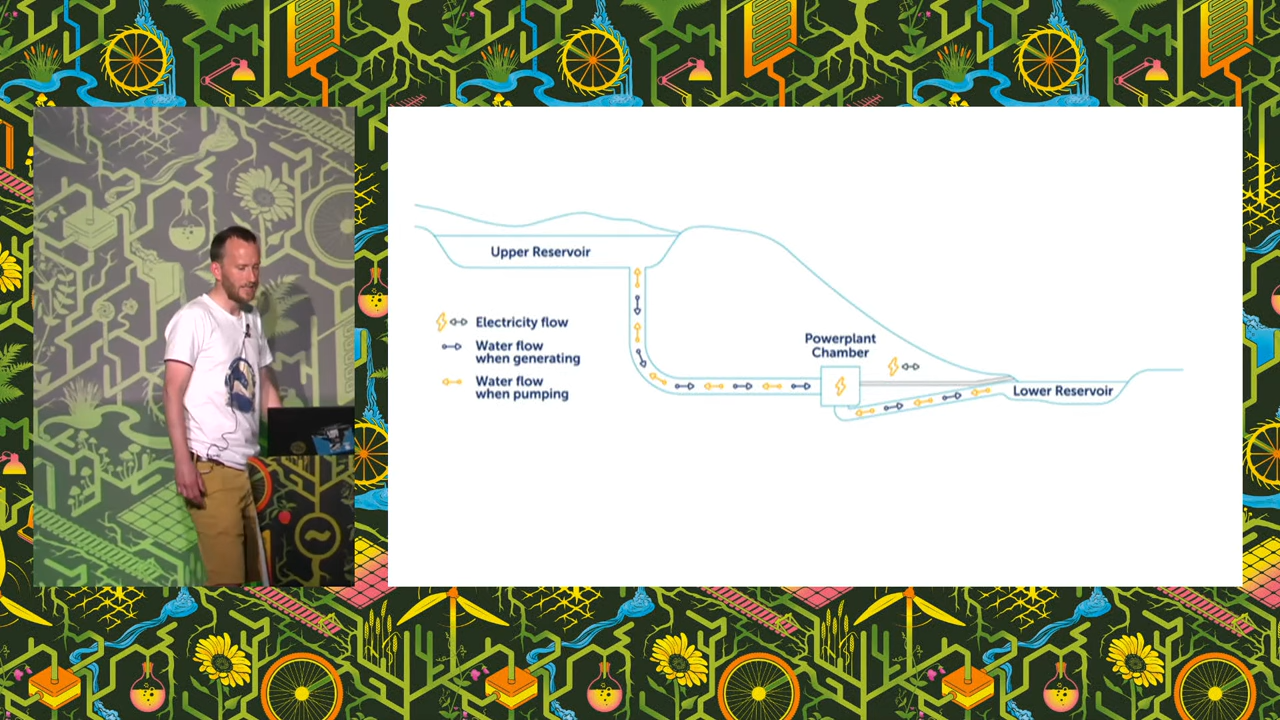 Upper Reservoir
Electricity flow
Water flow
when generating
Water flow
when pumping
Powerplant
Chamber
Lower Reservoir